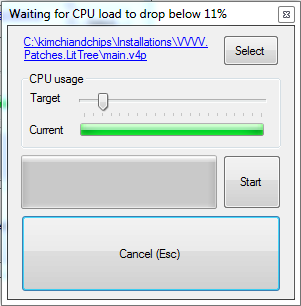 Waiting for CPU load to drop below 11%
C:\kimchiandchips\Installations\VVVV.
Patches.LitTree\main.v4p
Select
CPU usage
Target
Current
Start
Cancel (Esc)